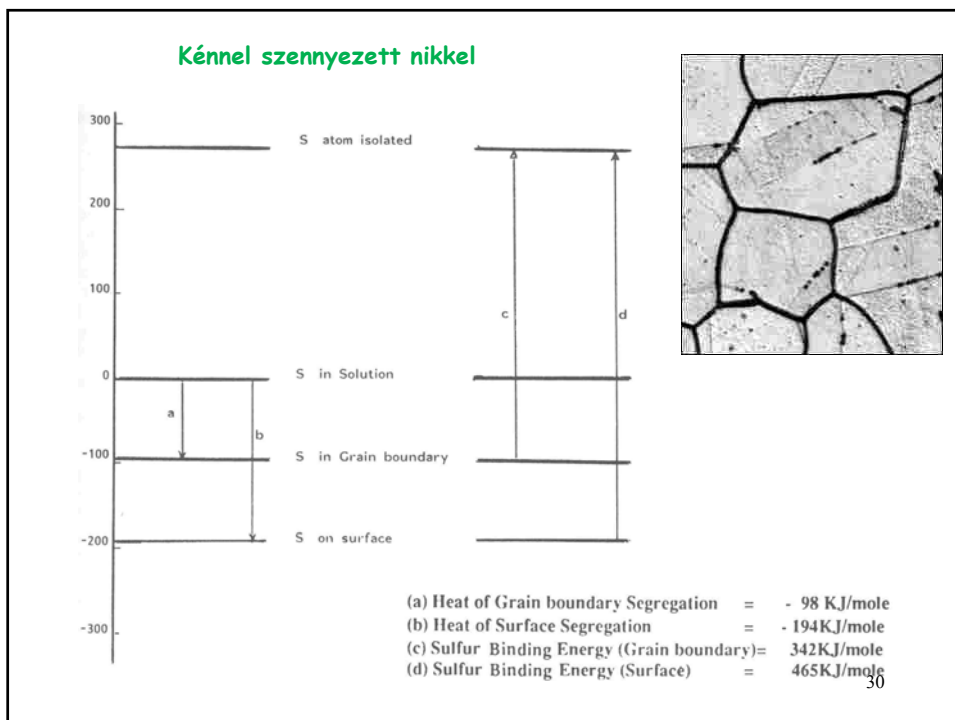 Kénnel szennyezett nikkel
300
S atom isolated
200
100
c
d
0
S in Solution
a
b
-100
S in Grain boundary
-200
S on surface
-300
(a) Heat of Grain boundary Segregation = - 98 KJ/mole
(b) Heat of Surface Segregation = - 194KJ/mole
(c) Sulfur Binding Energy (Grain boundary)= 342KJ/mole
(d) Sulfur Binding Energy (Surface) = 465KJ/mole
30